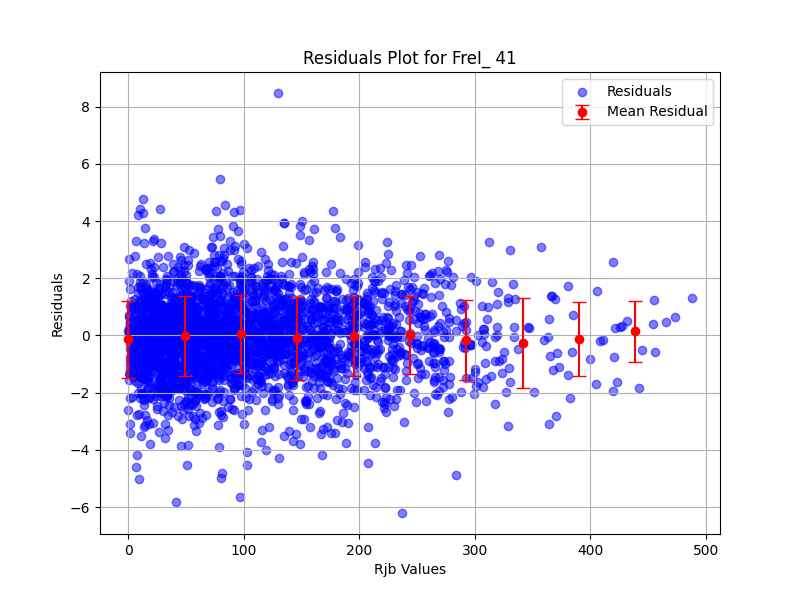 Residuals Plot for FreI_ 41
Residuals
Mean Residual
8
6
4
2
0
−2
−4
−6
Residuals
0 100 200 300 400 500
Rjb Values